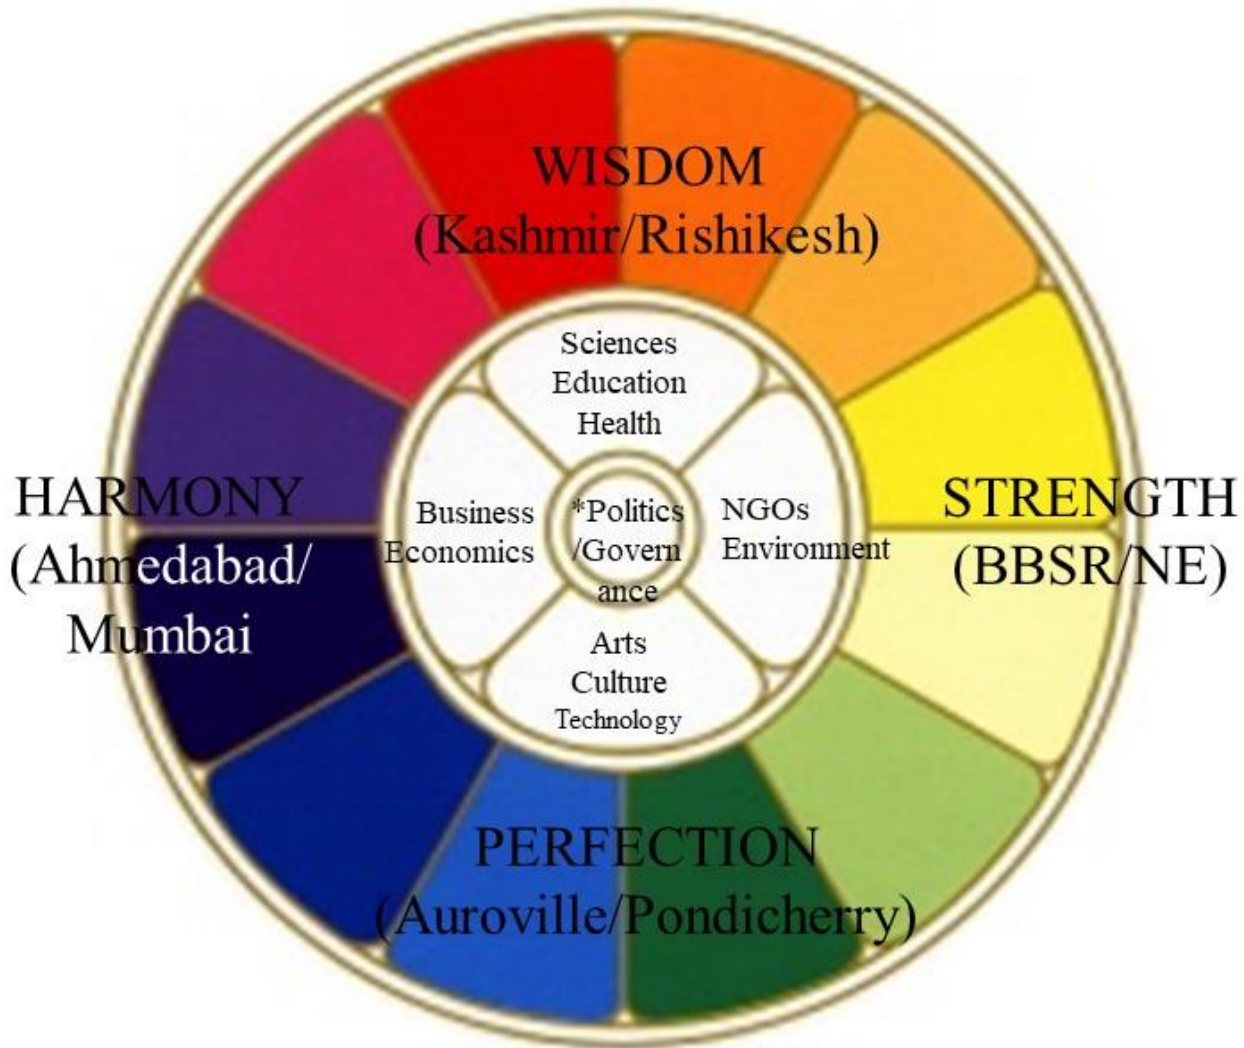 WISDOM
(Kashmir/Rishikesh)
Sciences
Education
Health
HARMONY
(Ahmedabad/
Mumbai
Business
Economics
*Politics
/Govern
ance
NGOs
Environment
STRENGTH
(BBSR/NE)
Arts
Culture
Technology
PERFECTION
(Auroville/Pondicherry)